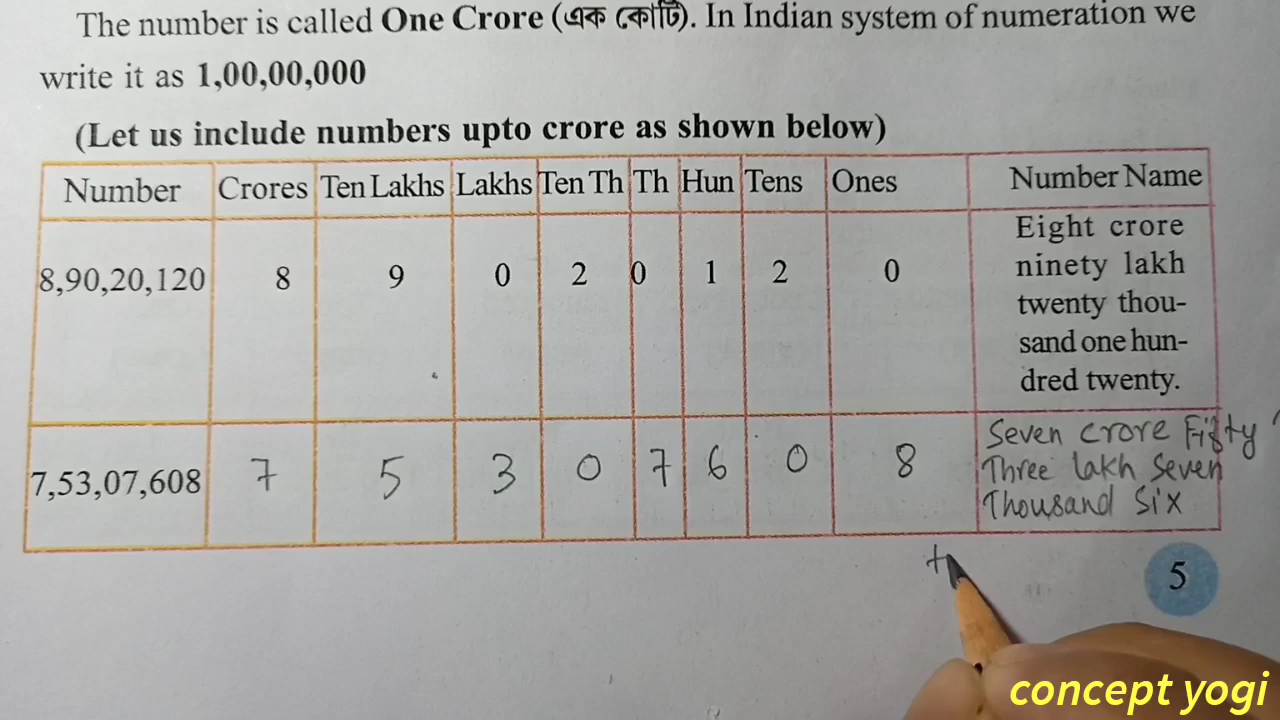 The number is called One Crore (এক কোটি). In Indian system of numeration we
write it as 1,00,00,000
(Let us include numbers upto crore as shown below)
Number Crores Ten Lakhs Lakhs Ten Th Th Hun Tens Ones Number Name
8,90,20,120 8 9 0 2 0 1 2 0 Eight crore
ninety lakh
twenty thou-
sand one hun-
dred twenty.
7,53,07,608 7 5 3 0 7 6 0 8 Seven crore Fifty
Three lakh Seven
Thousand Six
5
concept yogi